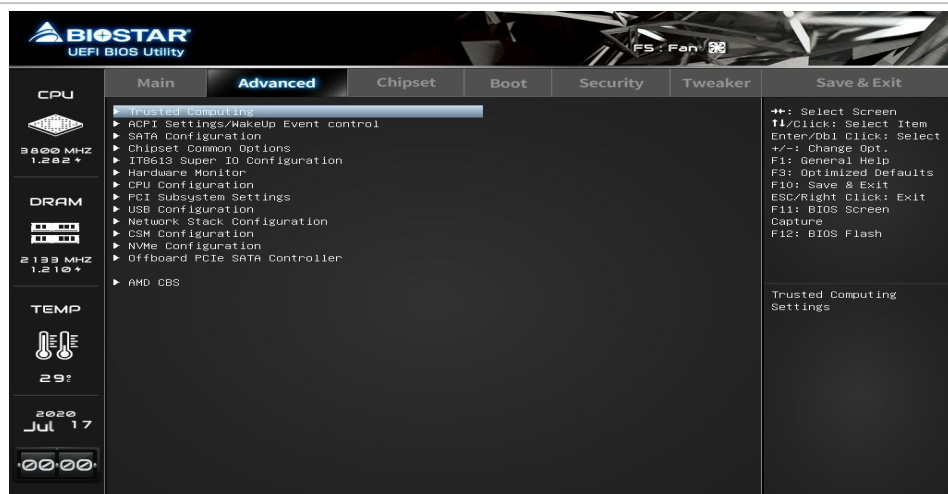 BIOSTAR
UEFI BIOS Utility
F5 : Fan
Main Advanced Chipset Boot Security Tweaker Save & Exit
CPU
3800 MHZ
1.282
DRAM
2133 MHZ
1.210
TEMP
29°
2020
Jul 17
00:00
▶ Trusted Computing
▶ ACPI Settings/WakeUp Event control
▶ SATA Configuration
▶ Chipset Common Options
▶ IT8613 Super IO Configuration
▶ Hardware Monitor
▶ CPU Configuration
▶ PCI Subsystem Settings
▶ USB Configuration
▶ Network Stack Configuration
▶ CSM Configuration
▶ NVMe Configuration
▶ Offboard PCIe SATA Controller
▶ AMD CBS
→←: Select Screen
↑↓/Click: Select Item
Enter/Dbl Click: Select
+/-: Change Opt.
F1: General Help
F3: Optimized Defaults
F10: Save & Exit
ESC/Right Click: Exit
F11: BIOS Screen
Capture
F12: BIOS Flash
Trusted Computing
Settings